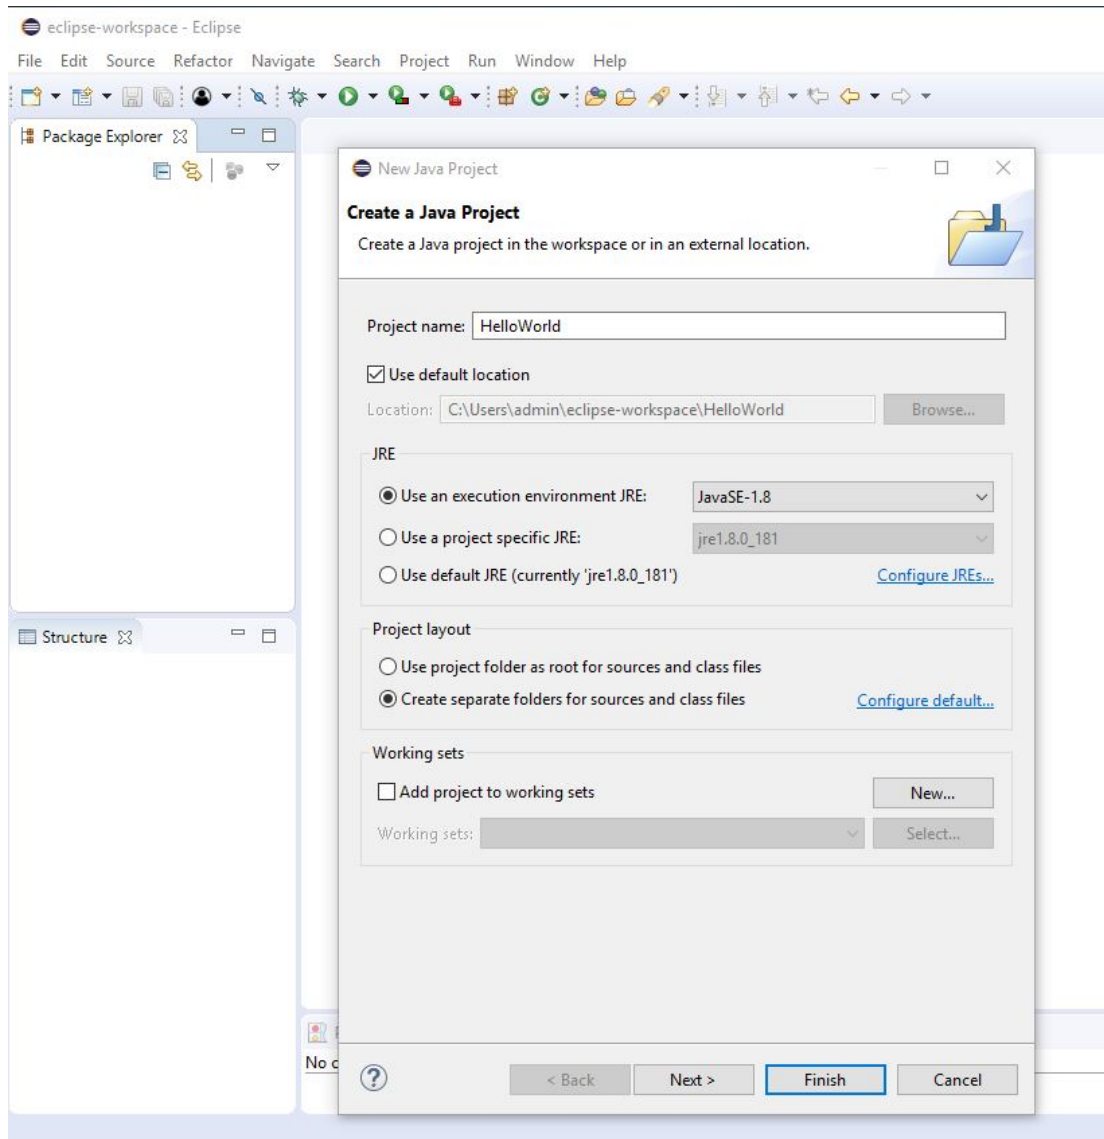 eclipse-workspace - Eclipse
File Edit Source Refactor Navigate Search Project Run Window Help
Package Explorer
New Java Project
Create a Java Project
Create a Java project in the workspace or in an external location.
Project name: HelloWorld
Use default location
Location: C:\Users\admin\eclipse-workspace\HelloWorld Browse...
JRE
Use an execution environment JRE: JavaSE-1.8
Use a project specific JRE: jre1.8.0_181
Use default JRE (currently 'jre1.8.0_181') Configure JREs...
Structure
Project layout
Use project folder as root for sources and class files
Create separate folders for sources and class files Configure default...
Working sets
Add project to working sets New...
Working sets: Select...
No
? < Back Next > Finish Cancel